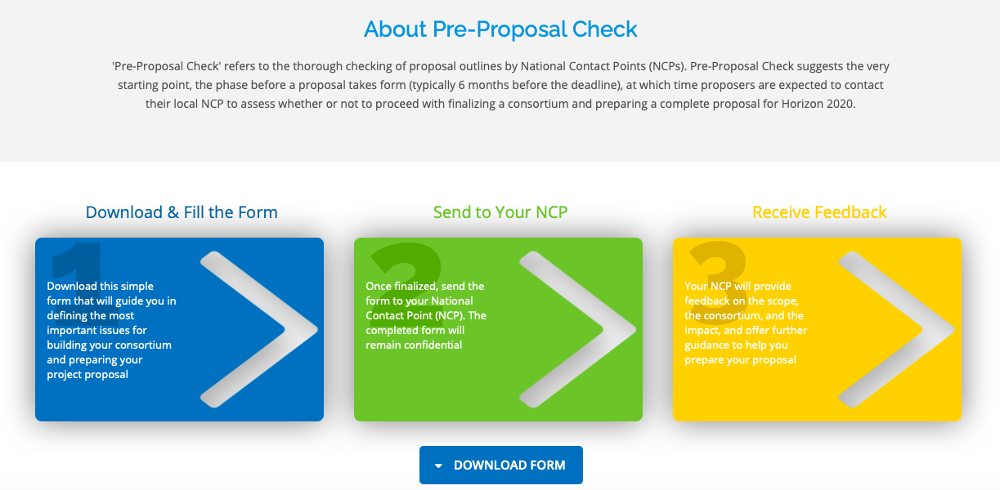 About Pre-Proposal Check
'Pre-Proposal Check' refers to the thorough checking of proposal outlines by National Contact Points (NCPs). Pre-Proposal Check suggests the very
starting point, the phase before a proposal takes form (typically 6 months before the deadline), at which time proposers are expected to contact
their local NCP to assess whether or not to proceed with finalizing a consortium and preparing a complete proposal for Horizon 2020.
Download & Fill the Form
1
Download this simple
form that will guide you in
defining the most
important issues for
building your consortium
and preparing your
project proposal
Send to Your NCP
2
Once finalized, send the
form to your National
Contact Point (NCP). The
completed form will
remain confidential
Receive Feedback
3
Your NCP will provide
feedback on the scope,
the consortium, and the
impact, and offer further
guidance to help you
prepare your proposal
DOWNLOAD FORM